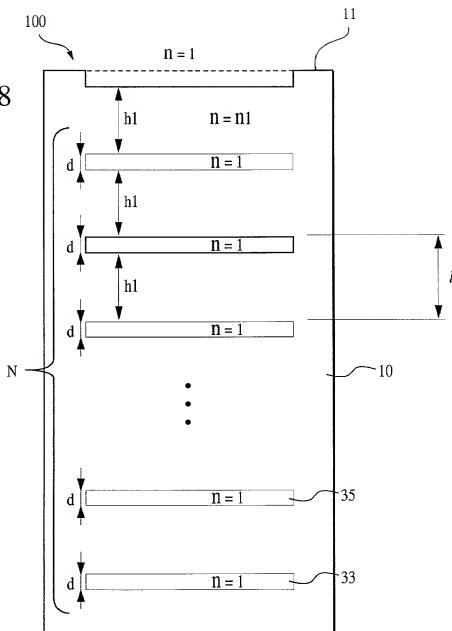 100
n = 1
11
8
h1
n = n1
d
n = 1
h1
d
n = 1
h1
d
n = 1
N
10
d
n = 1
35
d
n = 1
33